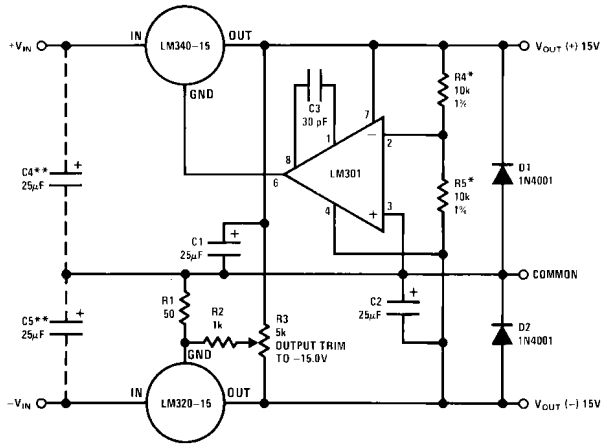 +VIN
IN
LM340-15
OUT
GND
VOUT (+) 15V
C3
30 pF
R4*
10k
1%
7
1
8
2
6
LM301
4
3
C4**
25µF
+
R5*
10k
1%
D1
1N4001
−
+
C1
25µF
+
COMMON
C5**
25µF
+
R1
50
R2
1k
R3
5k
OUTPUT TRIM
TO −15.0V
C2
25µF
+
D2
1N4001
GND
−VIN
IN
LM320-15
OUT
VOUT (−) 15V